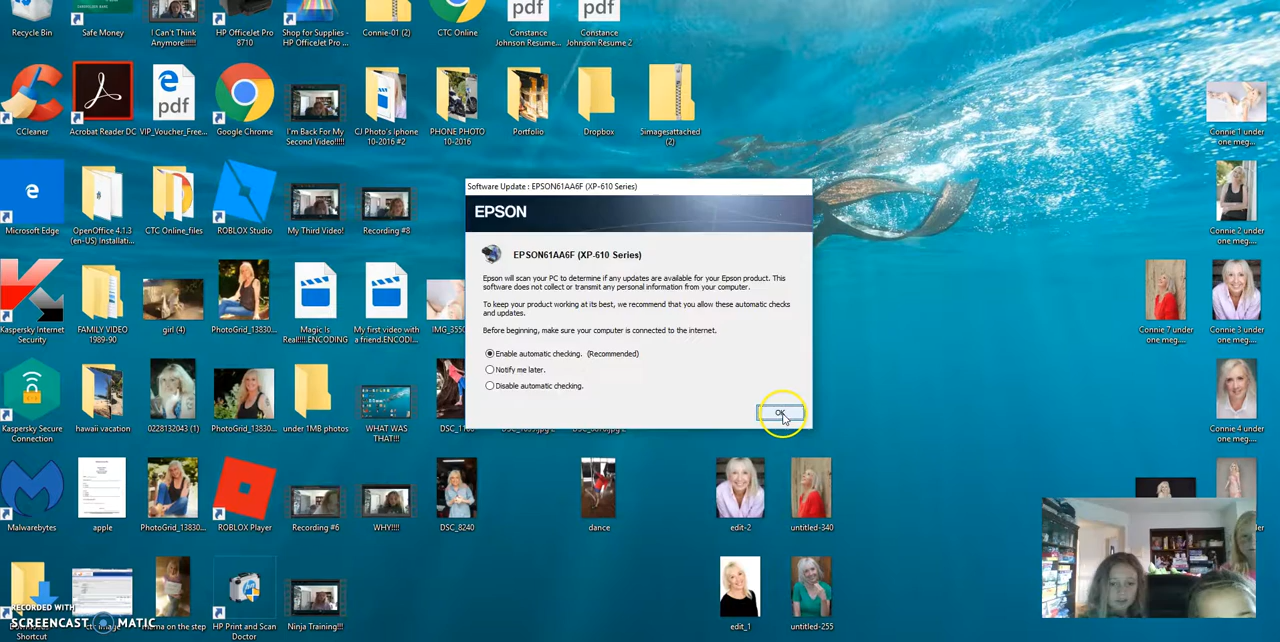 Recycle Bin
Safe Money
I Can't Think
Anymore!!!!!!
HP OfficeJet Pro
8710
Shop for Supplies -
HP OfficeJet Pro ...
Connie-01 (2)
CTC Online
pdf
Constance
Johnson Resume...
pdf
Constance
Johnson Resume 2
CCleaner
Acrobat Reader DC
pdf
VIP_Voucher_Free...
Google Chrome
I'm Back For My
Second Video!!!!!
CJ Photo's Iphone
10-2016 #2
PHONE PHOTO
10-2016
Portfolio
Dropbox
5imagesattached
(2)
Connie 1 under
one meg....
Microsoft Edge
OpenOffice 4.1.3
(en-US) Installati...
CTC Online_files
ROBLOX Studio
My Third Video!
Recording #8
Connie 2 under
one meg....
Software Update : EPSON61AA6F (XP-610 Series)
EPSON
EPSON61AA6F (XP-610 Series)
Epson will scan your PC to determine if any updates are available for your Epson product. This
software does not collect or transmit any personal information from your computer.
To keep your product working at its best, we recommend that you allow these automatic checks
and updates.
Before beginning, make sure your computer is connected to the internet.
Enable automatic checking. (Recommended)
Notify me later.
Disable automatic checking.
OK
Kaspersky Internet
Security
FAMILY VIDEO
1989-90
girl (4)
PhotoGrid_13830...
Magic Is
Real!!!!.ENCODING
My first video with
a friend.ENCODI...
IMG_3550
Connie 7 under
one meg....
Connie 3 under
one meg....
Kaspersky Secure
Connection
hawaii vacation
0228132043 (1)
PhotoGrid_13830...
under 1MB photos
WHAT WAS
THAT!!!
Connie 4 under
one meg....
Malwarebytes
apple
PhotoGrid_13830...
ROBLOX Player
Recording #6
WHY!!!!
DSC_8240
dance
edit-2
untitled-340
Shortcut
mama on the step
HP Print and Scan
Doctor
Ninja Training!!!
edit_1
untitled-255
RECORDED WITH
SCREENCAST MATIC